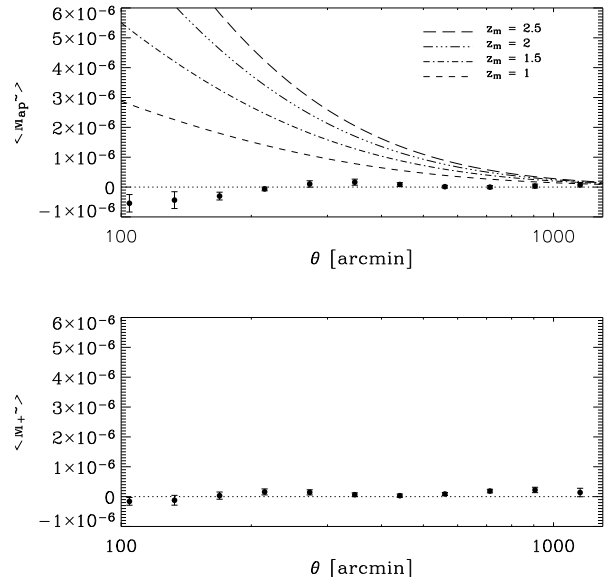 6×10⁻⁶
5×10⁻⁶
4×10⁻⁶
3×10⁻⁶
2×10⁻⁶
1×10⁻⁶
0
−1×10⁻⁶
<Map~>
z_m = 2.5
z_m = 2
z_m = 1.5
z_m = 1
100
1000
θ [arcmin]
6×10⁻⁶
5×10⁻⁶
4×10⁻⁶
3×10⁻⁶
2×10⁻⁶
1×10⁻⁶
0
−1×10⁻⁶
<M₊~>
100
1000
θ [arcmin]